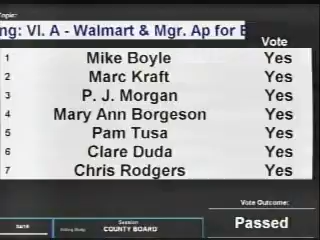 Topic:
ng: VI. A - Walmart & Mgr. Ap for B
Vote
1 Mike Boyle Yes
2 Marc Kraft Yes
3 P. J. Morgan Yes
4 Mary Ann Borgeson Yes
5 Pam Tusa Yes
6 Clare Duda Yes
7 Chris Rodgers Yes
Vote Outcome:
Passed
Session
COUNTY BOARD